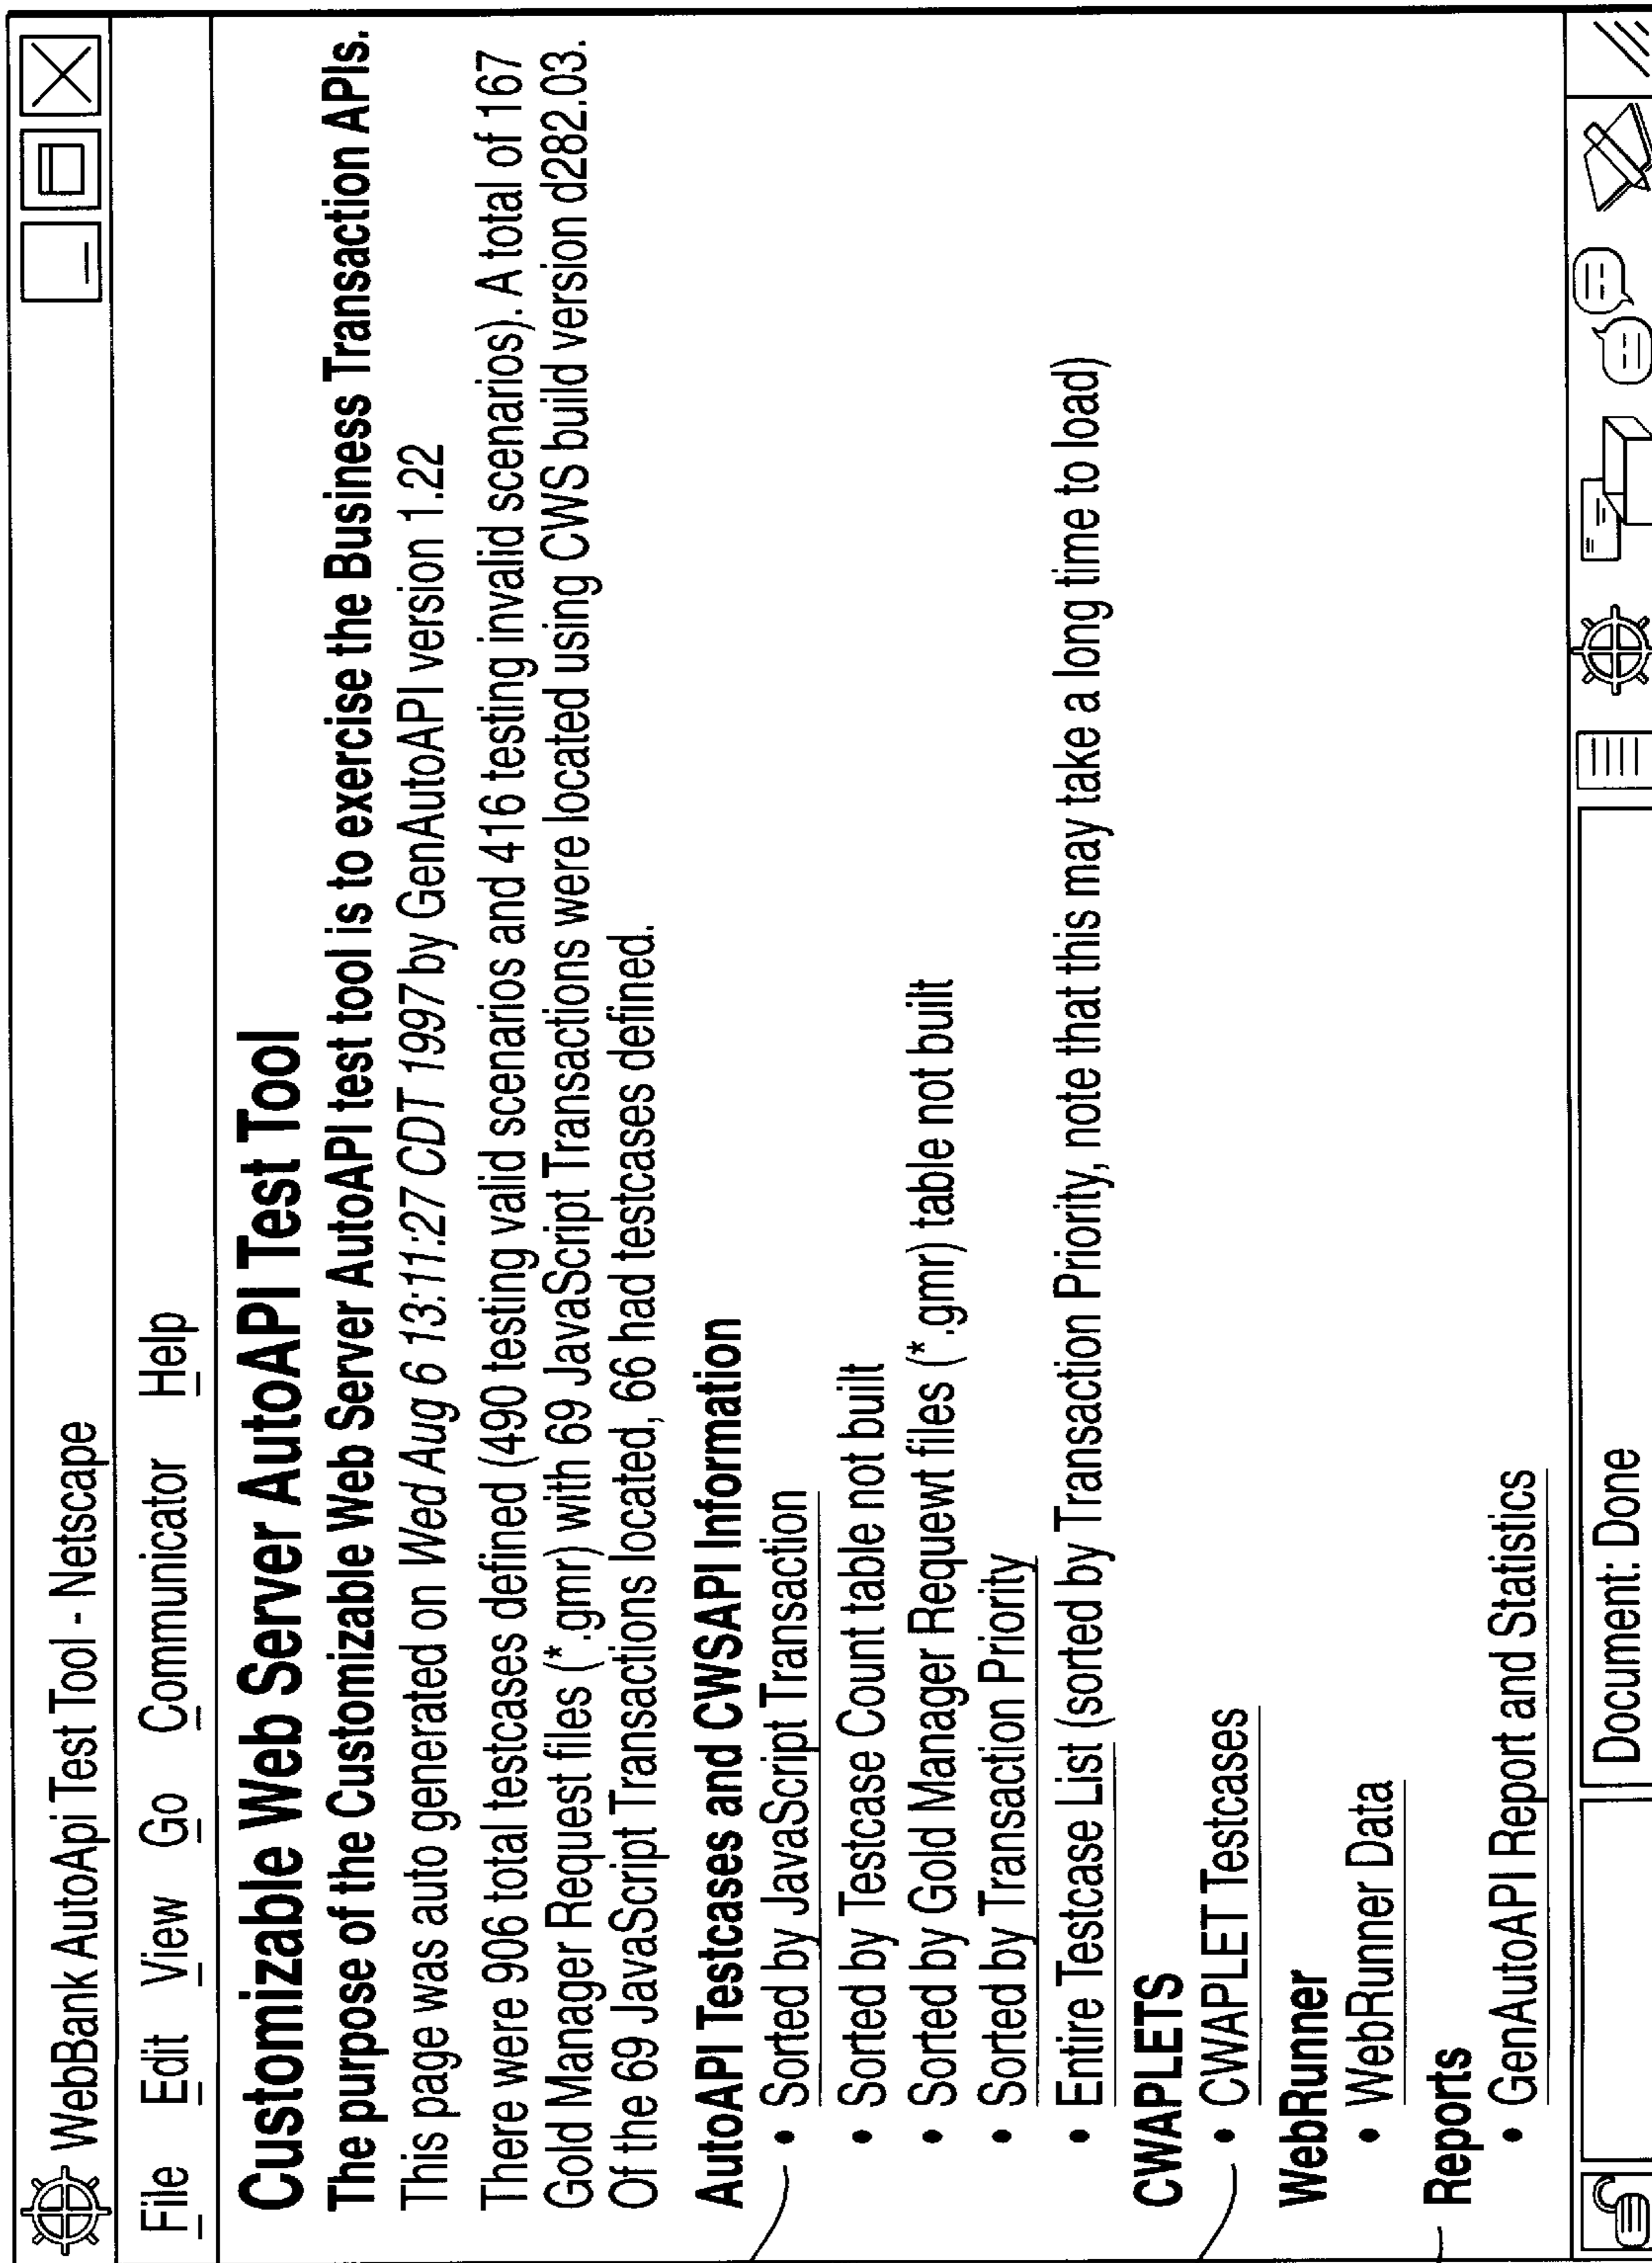 WebBank AutoApi Test Tool - Netscape
File Edit View Go Communicator Help
Customizable Web Server AutoAPI Test Tool
The purpose of the Customizable Web Server AutoAPI test tool is to exercise the Business Transaction APIs.
This page was auto generated on Wed Aug 6 13:11:27 CDT 1997 by GenAutoAPI version 1.22
There were 906 total testcases defined (490 testing valid scenarios and 416 testing invalid scenarios). A total of 167
Gold Manager Request files (*.gmr) with 69 JavaScript Transactions were located using CWS build version d282.03.
Of the 69 JavaScript Transactions located, 66 had testcases defined.
AutoAPI Testcases and CWSAPI Information
• Sorted by JavaScript Transaction
• Sorted by Testcase Count table not built
• Sorted by Gold Manager Requewt files (*.gmr) table not built
• Sorted by Transaction Priority
• Entire Testcase List (sorted by Transaction Priority, note that this may take a long time to load)
CWAPLETS
• CWAPLET Testcases
WebRunner
• WebRunner Data
Reports
• GenAutoAPI Report and Statistics
Document: Done